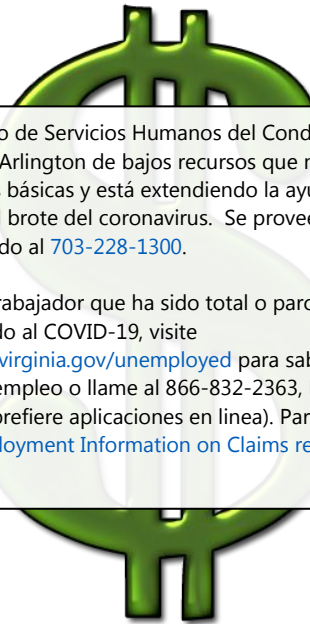 o de Servicios Humanos del Cond
Arlington de bajos recursos que n
s básicas y está extendiendo la ayu
l brote del coronavirus. Se provee
do al 703-228-1300.
rabajador que ha sido total o parc
do al COVID-19, visite
virginia.gov/unemployed para sab
empleo o llame al 866-832-2363,
prefiere aplicaciones en linea). Par
loyment Information on Claims re